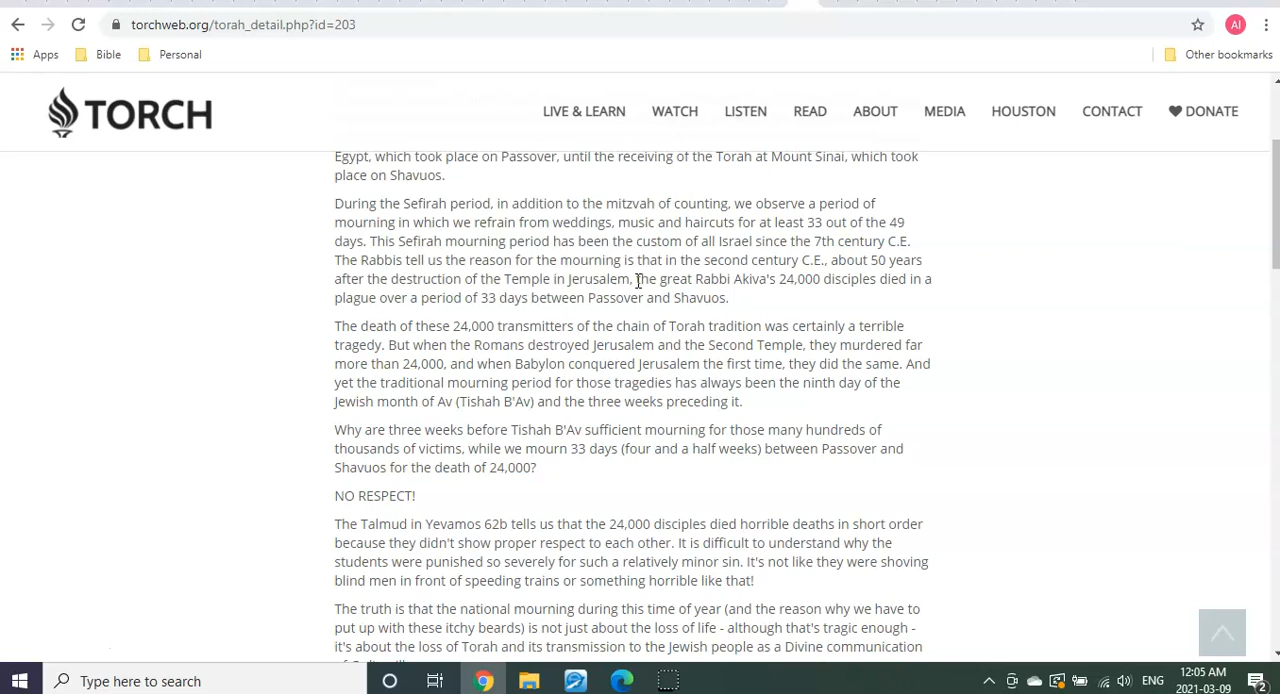 torchweb.org/torah_detail.php?id=203
AI
Apps
Bible
Personal
Other bookmarks
TORCH
LIVE & LEARN
WATCH
LISTEN
READ
ABOUT
MEDIA
HOUSTON
CONTACT
DONATE
Egypt, which took place on Passover, until the receiving of the Torah at Mount Sinai, which took
place on Shavuos.
During the Sefirah period, in addition to the mitzvah of counting, we observe a period of
mourning in which we refrain from weddings, music and haircuts for at least 33 out of the 49
days. This Sefirah mourning period has been the custom of all Israel since the 7th century C.E.
The Rabbis tell us the reason for the mourning is that in the second century C.E., about 50 years
after the destruction of the Temple in Jerusalem, the great Rabbi Akiva's 24,000 disciples died in a
plague over a period of 33 days between Passover and Shavuos.
The death of these 24,000 transmitters of the chain of Torah tradition was certainly a terrible
tragedy. But when the Romans destroyed Jerusalem and the Second Temple, they murdered far
more than 24,000, and when Babylon conquered Jerusalem the first time, they did the same. And
yet the traditional mourning period for those tragedies has always been the ninth day of the
Jewish month of Av (Tishah B'Av) and the three weeks preceding it.
Why are three weeks before Tishah B'Av sufficient mourning for those many hundreds of
thousands of victims, while we mourn 33 days (four and a half weeks) between Passover and
Shavuos for the death of 24,000?
NO RESPECT!
The Talmud in Yevamos 62b tells us that the 24,000 disciples died horrible deaths in short order
because they didn't show proper respect to each other. It is difficult to understand why the
students were punished so severely for such a relatively minor sin. It's not like they were shoving
blind men in front of speeding trains or something horrible like that!
The truth is that the national mourning during this time of year (and the reason why we have to
put up with these itchy beards) is not just about the loss of life - although that's tragic enough -
it's about the loss of Torah and its transmission to the Jewish people as a Divine communication
Type here to search
ENG
12:05 AM
2021-03-09
2